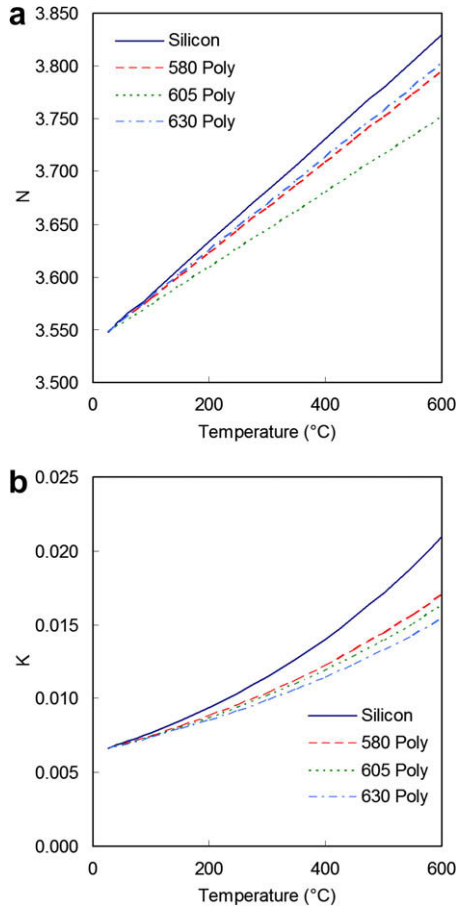 a
3.850
3.800
3.750
3.700
3.650
3.600
3.550
3.500
N
Silicon
580 Poly
605 Poly
630 Poly
0 200 400 600
Temperature (°C)
b
0.025
0.020
0.015
0.010
0.005
0.000
K
Silicon
580 Poly
605 Poly
630 Poly
0 200 400 600
Temperature (°C)